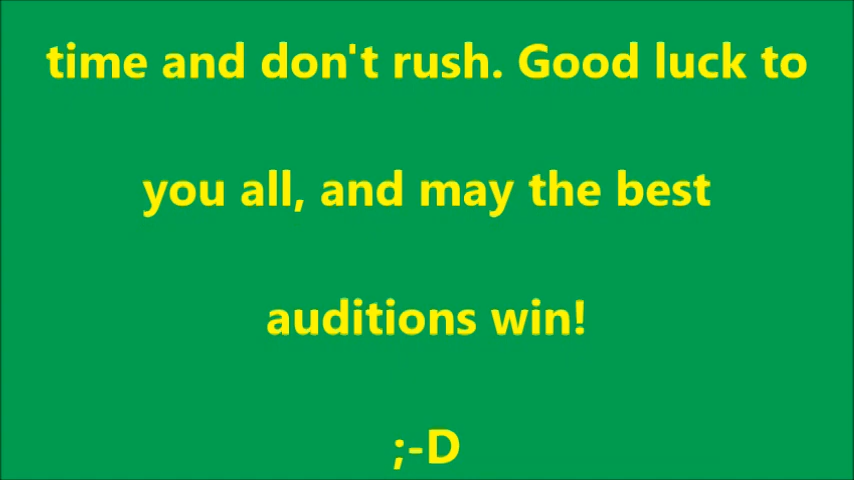 time and don't rush. Good luck to
you all, and may the best
auditions win!
;-D